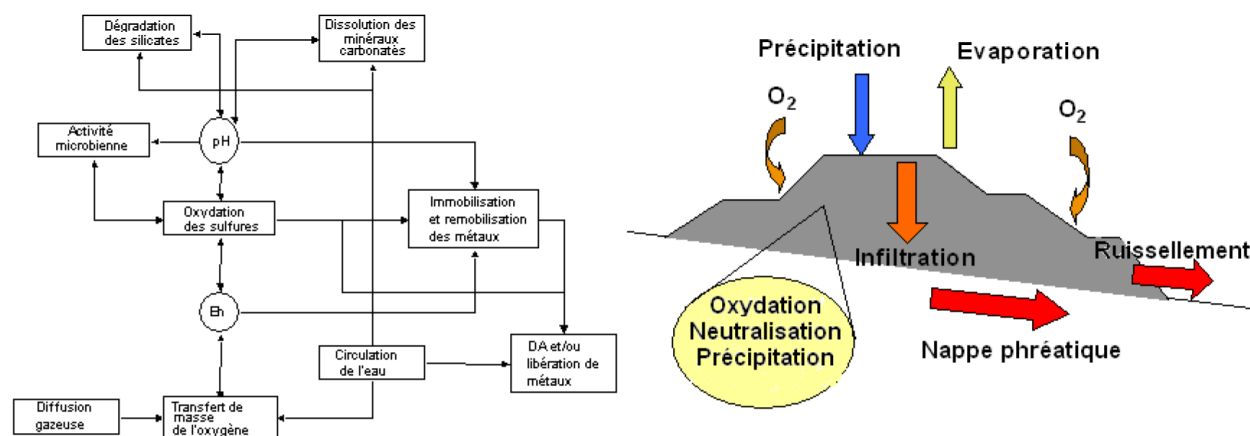 Dégradation
des silicates
Dissolution des
minéraux
carbonatés
Activité
microbienne
pH
Oxydation
des sulfures
Immobilisation
et remobilisation
des métaux
Eh
Circulation
de l'eau
DA et/ou
libération de
métaux
Diffusion
gazeuse
Transfert de
masse
de l'oxygène
Précipitation
Evaporation
O₂
O₂
Infiltration
Ruissellement
Oxydation
Neutralisation
Précipitation
Nappe phréatique